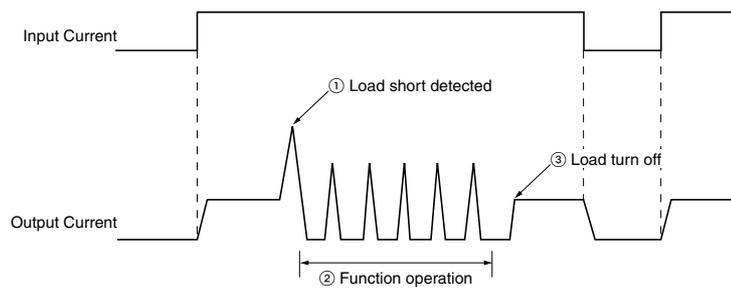 Input Current
① Load short detected
③ Load turn off
Output Current
② Function operation